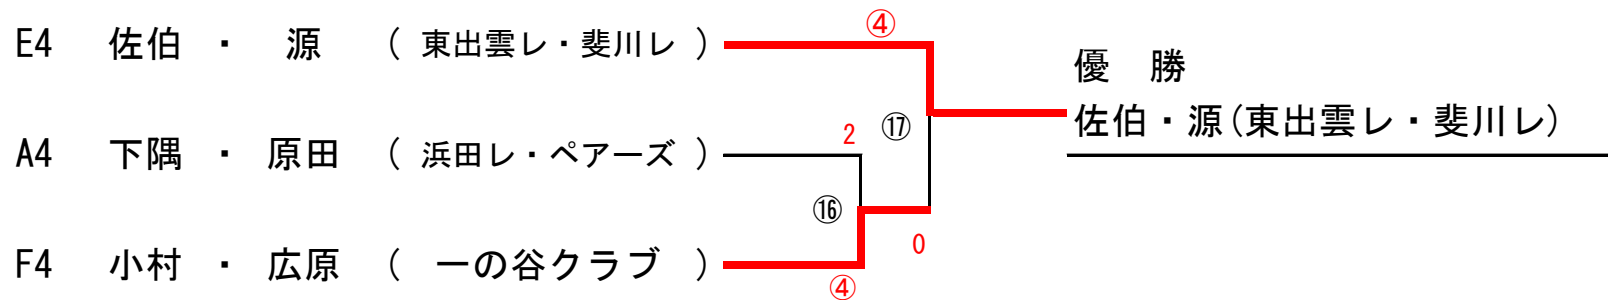 ④
E4 佐伯 ・ 源 ( 東出雲レ・斐川レ )
優 勝
佐伯・源(東出雲レ・斐川レ)
2 ⑰
A4 下隅 ・ 原田 ( 浜田レ・ペアーズ )
⑯
0
F4 小村 ・ 広原 ( 一の谷クラブ )
④